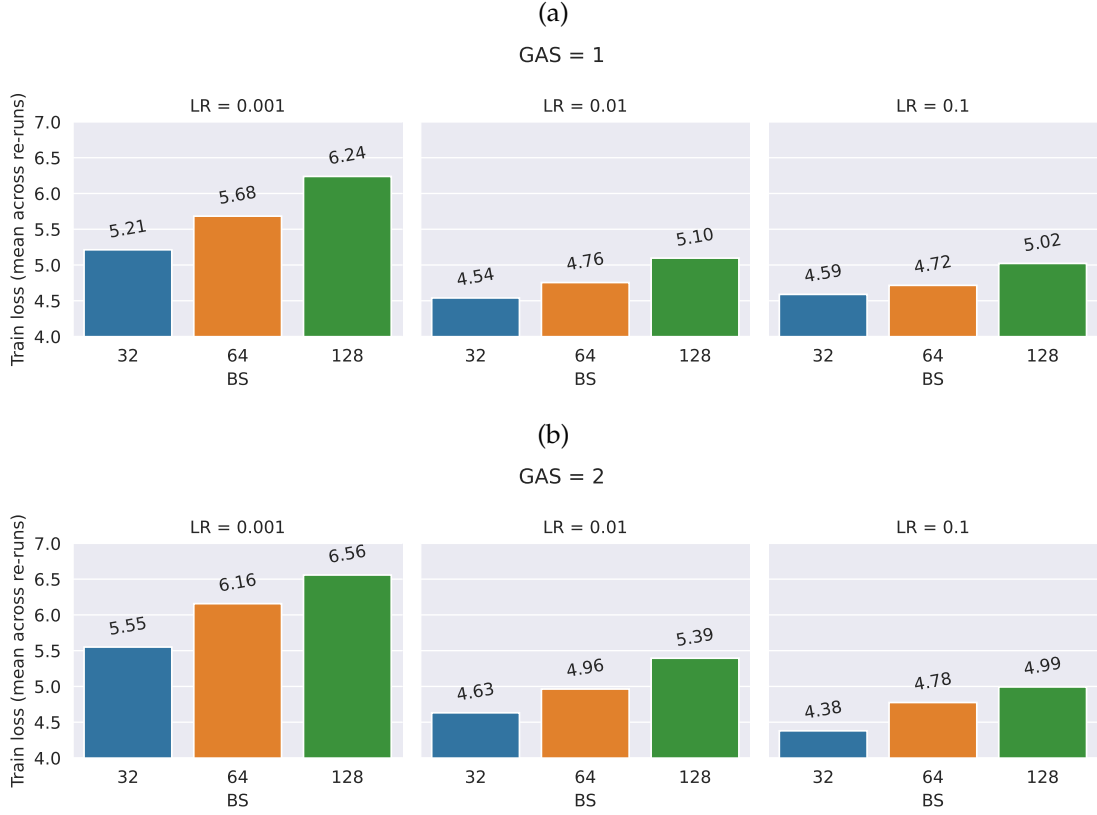 (a)
GAS = 1
LR = 0.001
LR = 0.01
LR = 0.1
Train loss (mean across re-runs)
7.0
6.5
6.0
5.5
5.0
4.5
4.0
5.21
5.68
6.24
4.54
4.76
5.10
4.59
4.72
5.02
32 64 128
32 64 128
32 64 128
BS
BS
BS
(b)
GAS = 2
LR = 0.001
LR = 0.01
LR = 0.1
Train loss (mean across re-runs)
7.0
6.5
6.0
5.5
5.0
4.5
4.0
5.55
6.16
6.56
4.63
4.96
5.39
4.38
4.78
4.99
32 64 128
32 64 128
32 64 128
BS
BS
BS